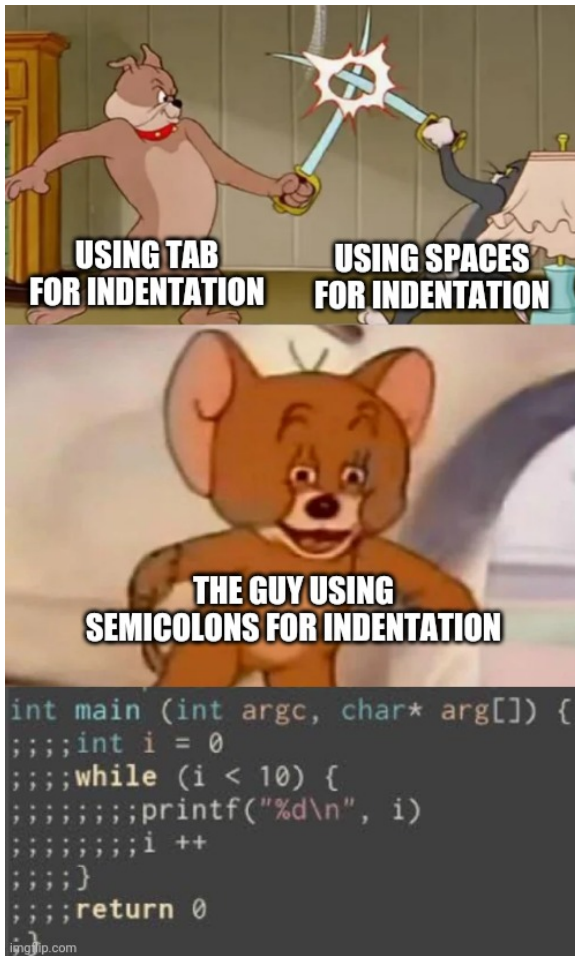 USING TAB
FOR INDENTATION
USING SPACES
FOR INDENTATION
THE GUY USING
SEMICOLONS FOR INDENTATION
int main (int argc, char* arg[]) {
;;;;int i = 0
;;;;while (i < 10) {
;;;;;;;;printf("%d\n", i)
;;;;;;;;i ++
;;;;}
;;;;return 0
;}
imgflip.com